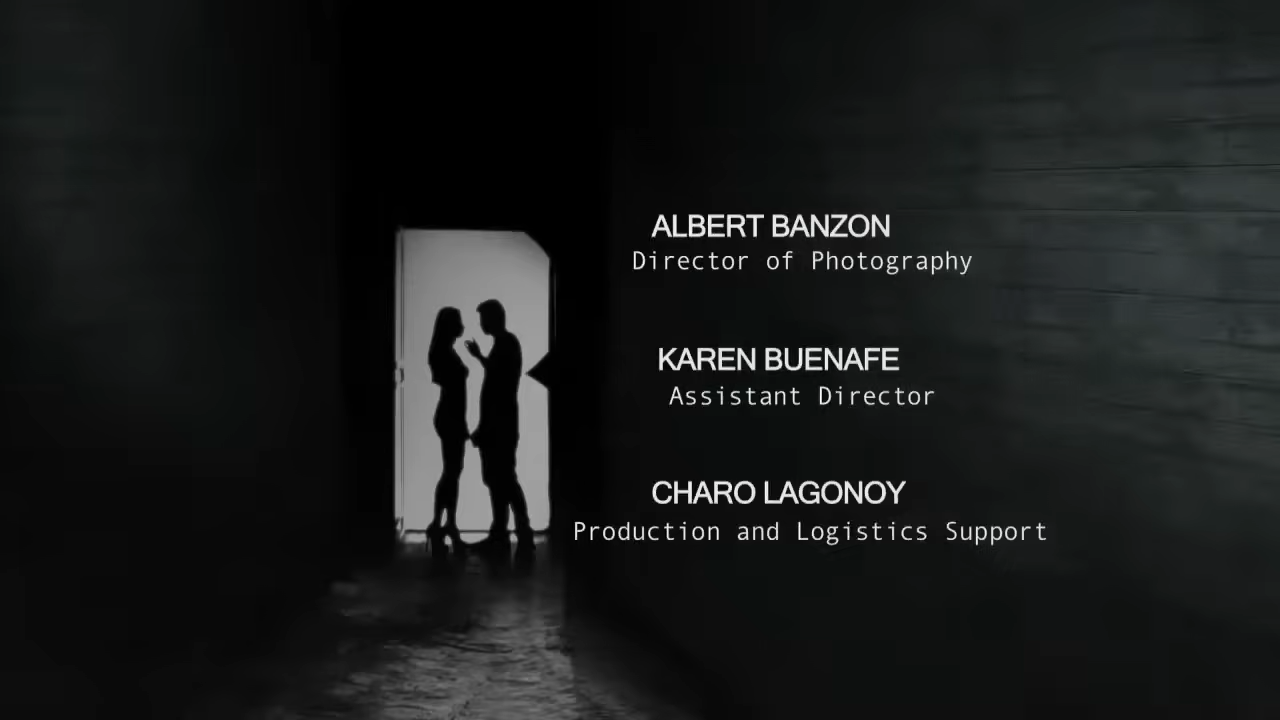 ALBERT BANZON
Director of Photography
KAREN BUENAFE
Assistant Director
CHARO LAGONOY
Production and Logistics Support